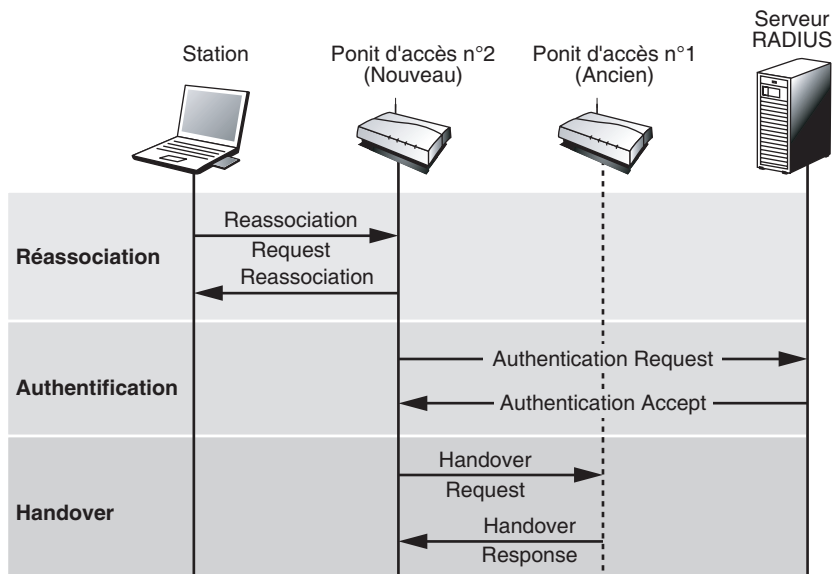 Serveur
RADIUS
Station
Ponit d'accès n°2
(Nouveau)
Ponit d'accès n°1
(Ancien)
Réassociation
Reassociation
Request
Reassociation
Authentification
Authentication Request
Authentication Accept
Handover
Handover
Request
Handover
Response